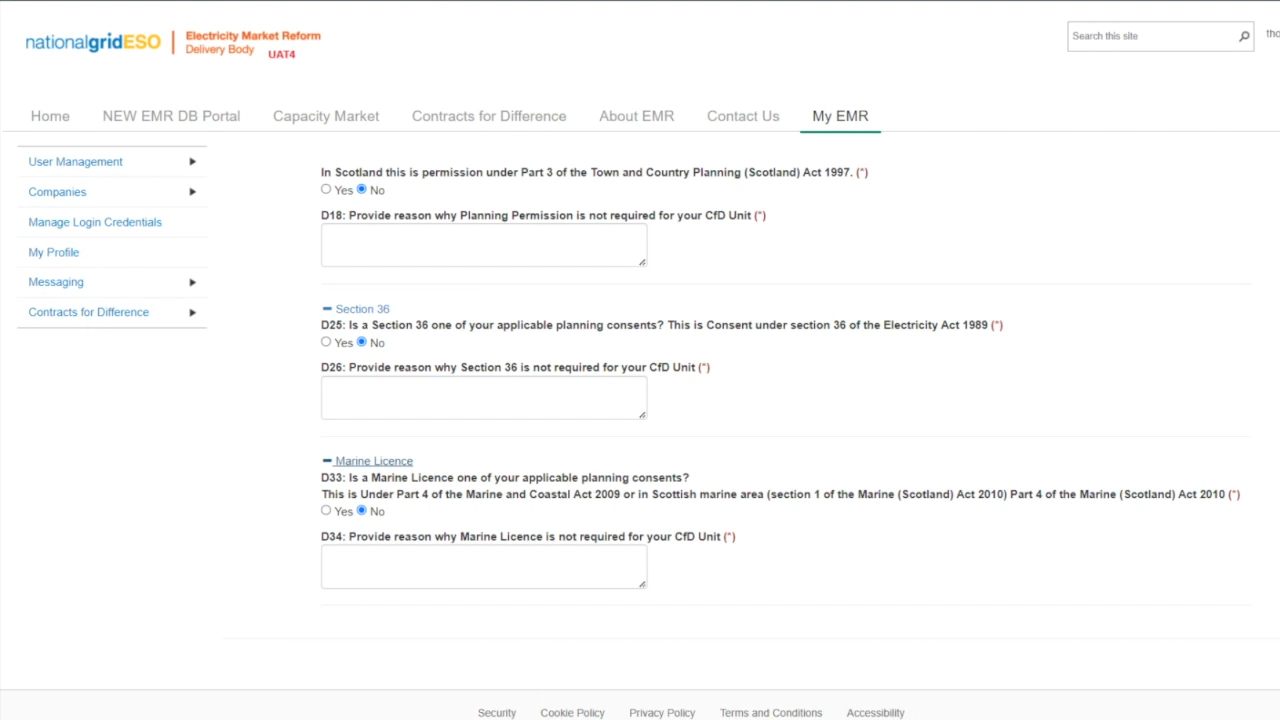 nationalgridESO
Electricity Market Reform
Delivery Body
UAT4
Search this site
tho
Home
NEW EMR DB Portal
Capacity Market
Contracts for Difference
About EMR
Contact Us
My EMR
User Management
Companies
Manage Login Credentials
My Profile
Messaging
Contracts for Difference
In Scotland this is permission under Part 3 of the Town and Country Planning (Scotland) Act 1997. (*)
Yes No
D18: Provide reason why Planning Permission is not required for your CfD Unit (*)
Section 36
D25: Is a Section 36 one of your applicable planning consents? This is Consent under section 36 of the Electricity Act 1989 (*)
Yes No
D26: Provide reason why Section 36 is not required for your CfD Unit (*)
Marine Licence
D33: Is a Marine Licence one of your applicable planning consents?
This is Under Part 4 of the Marine and Coastal Act 2009 or in Scottish marine area (section 1 of the Marine (Scotland) Act 2010) Part 4 of the Marine (Scotland) Act 2010 (*)
Yes No
D34: Provide reason why Marine Licence is not required for your CfD Unit (*)
Security
Cookie Policy
Privacy Policy
Terms and Conditions
Accessibility